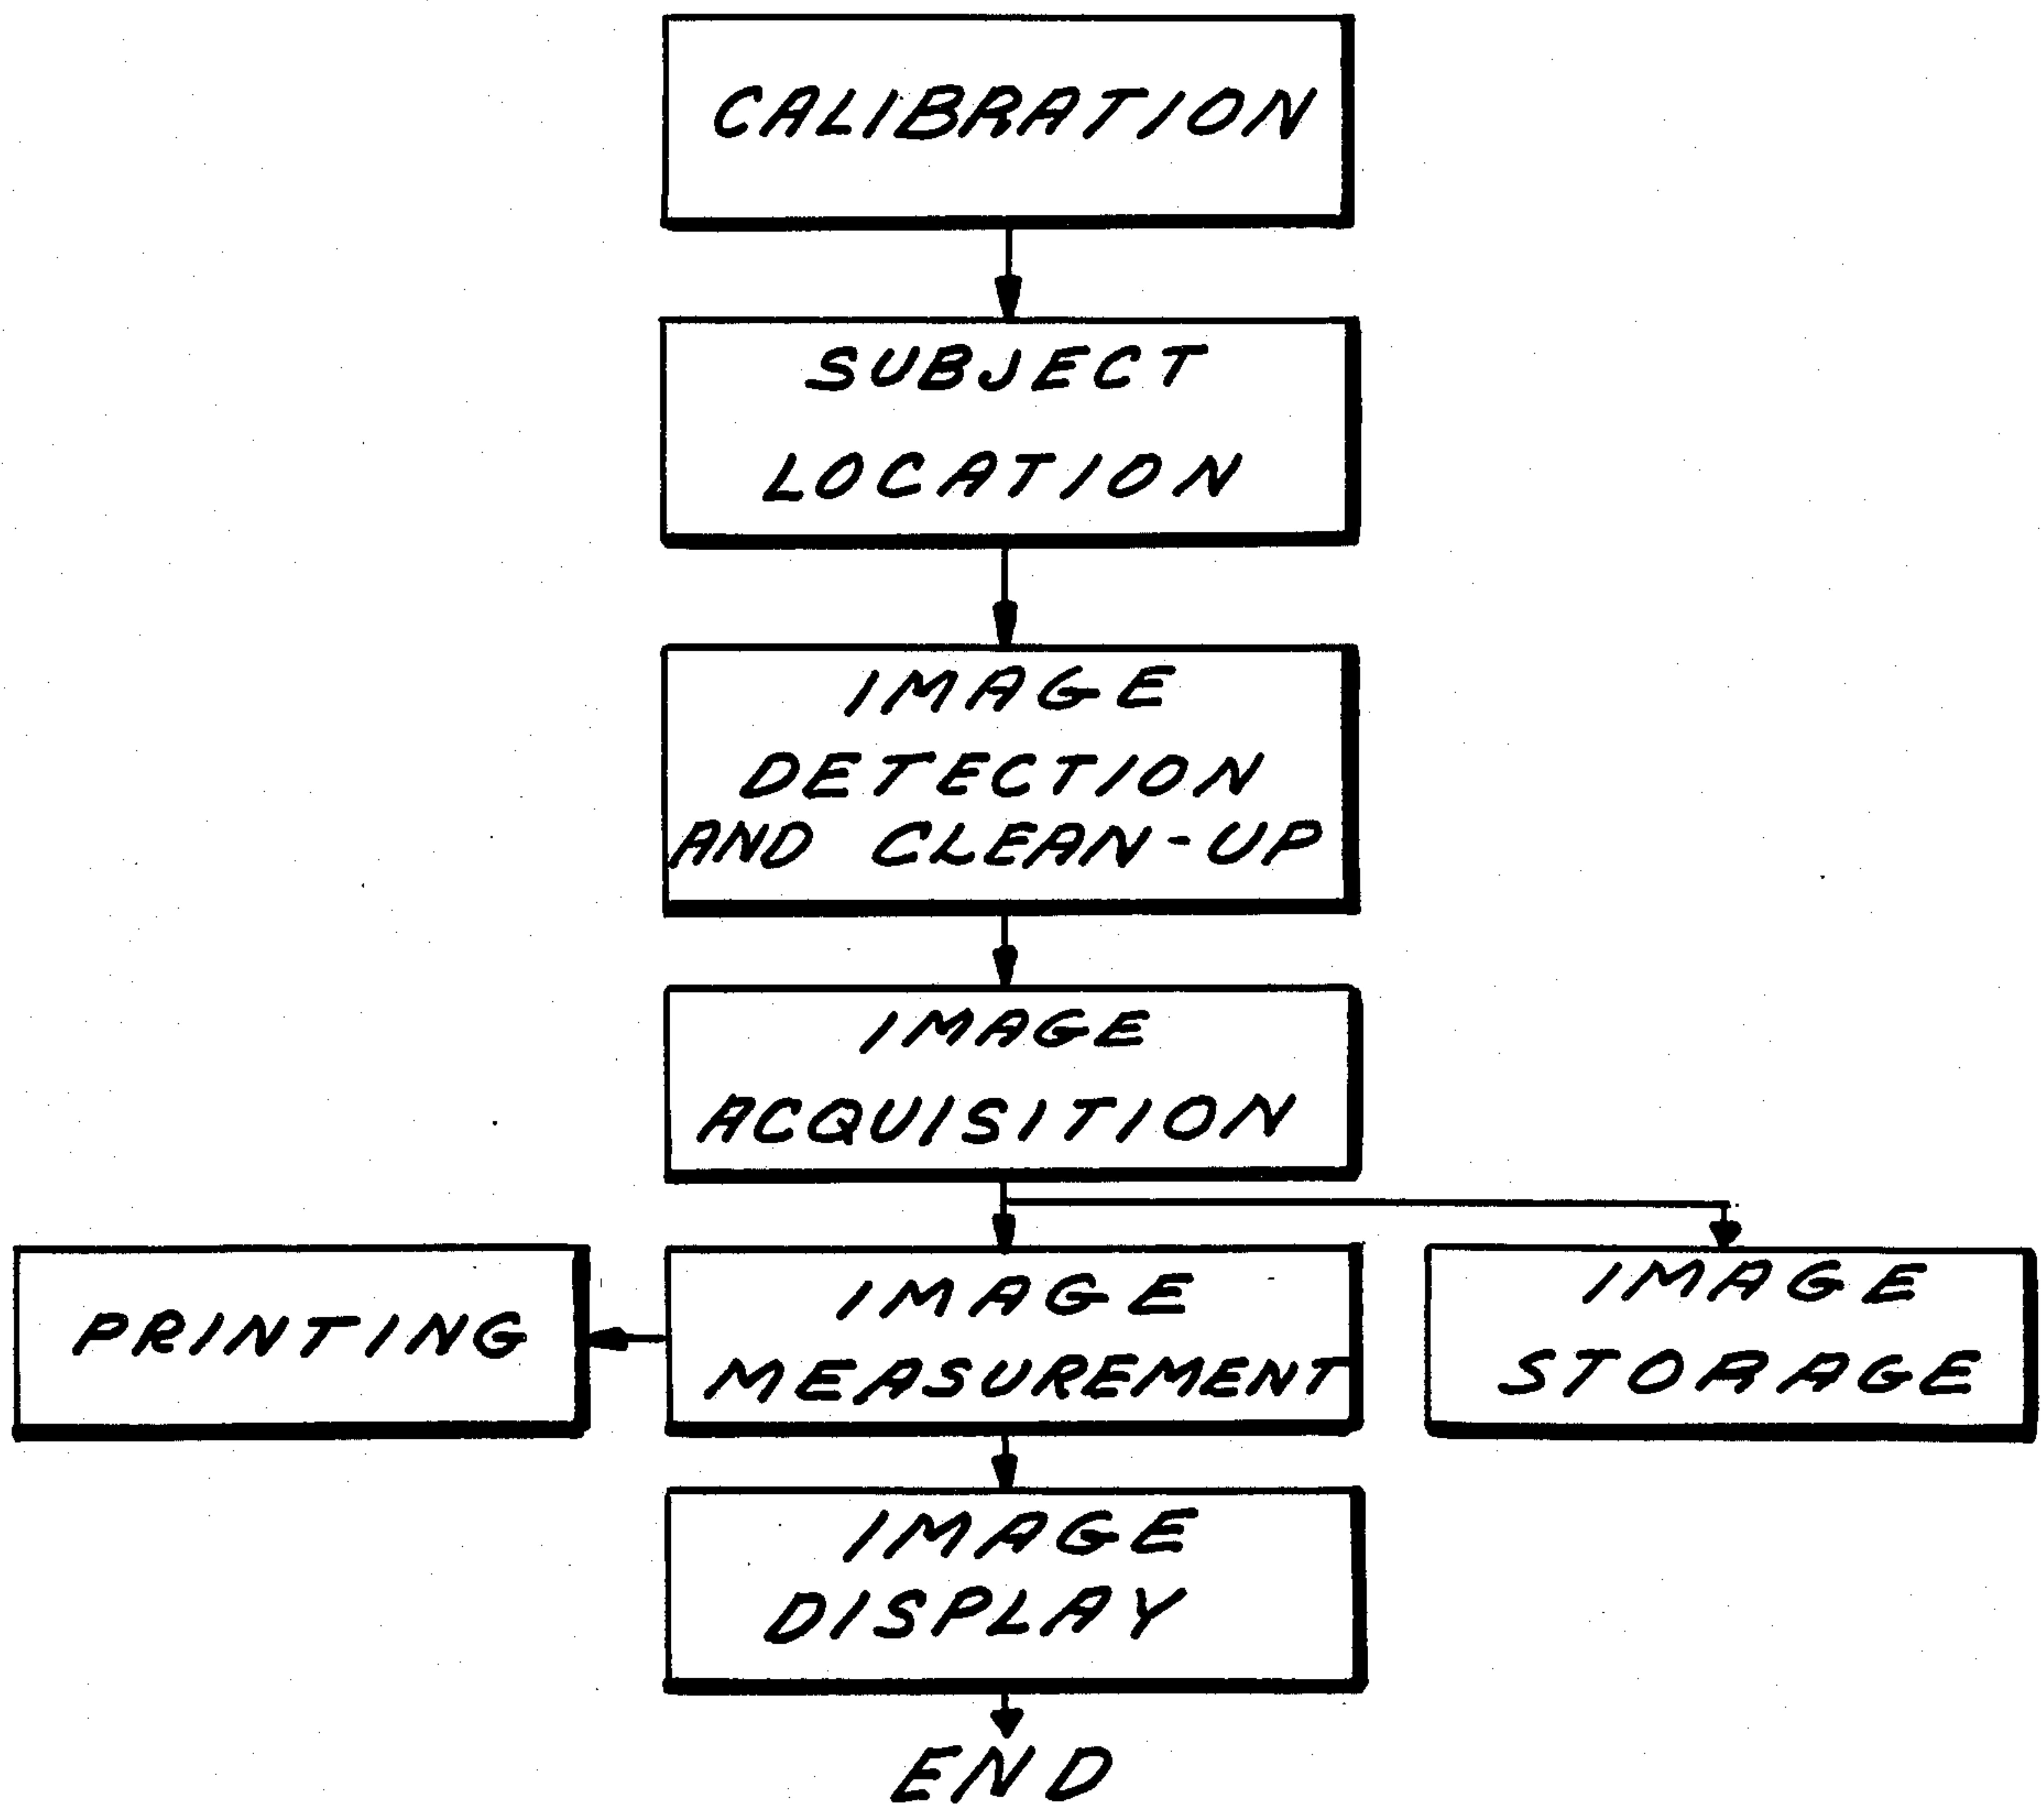 CALIBRATION
SUBJECT
LOCATION
IMAGE
DETECTION
AND CLEAN-UP
IMAGE
ACQUISITION
PRINTING
IMAGE
MEASUREMENT
IMAGE
STORAGE
IMAGE
DISPLAY
END